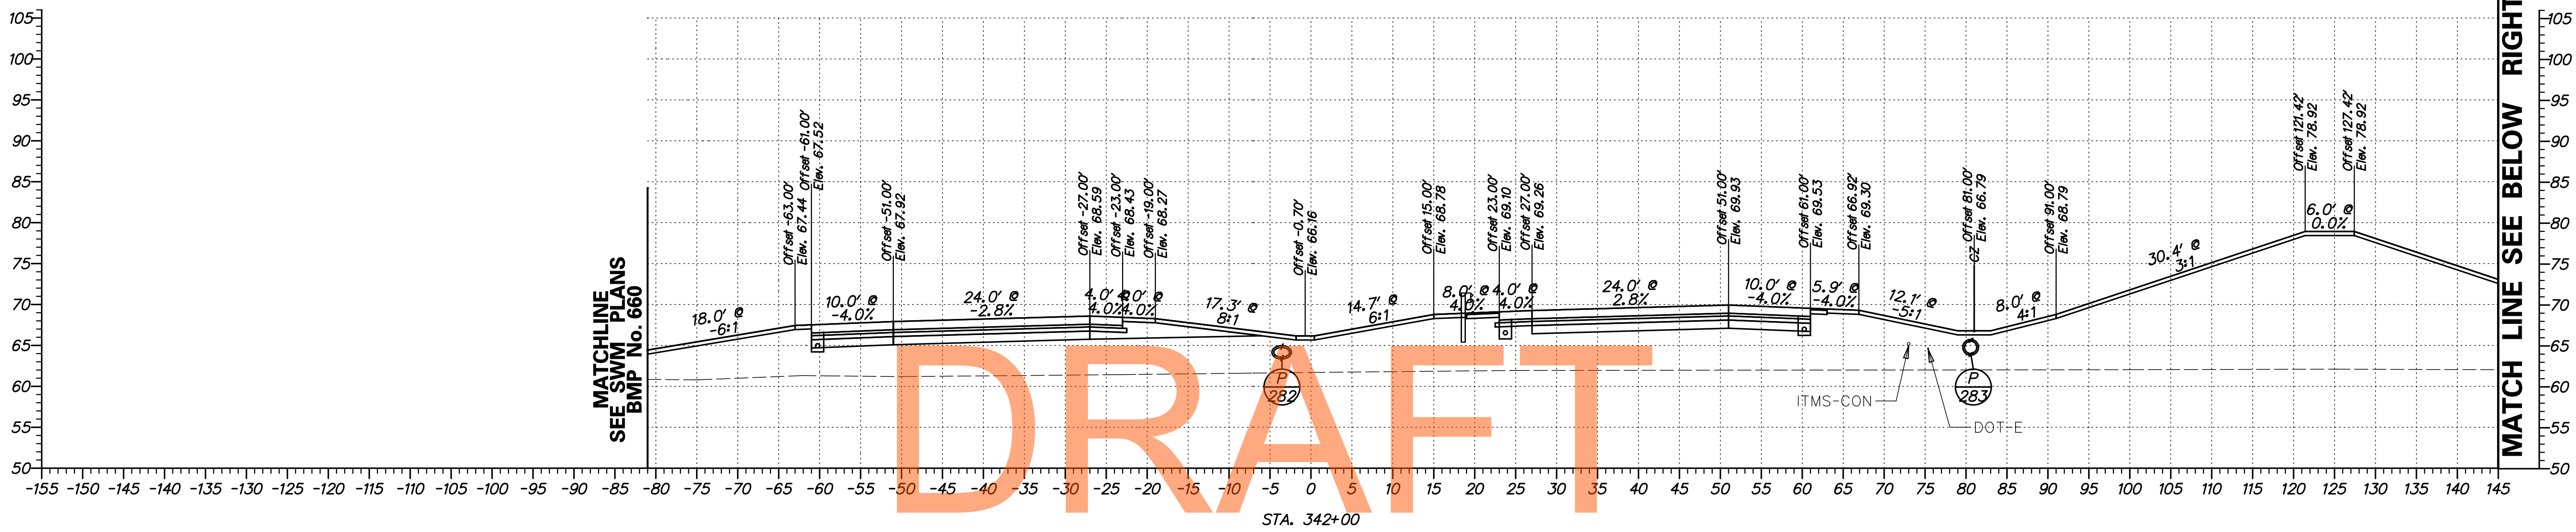 105
100
95
90
85
80
75
70
65
60
55
50
MATCHLINE
SEE SWM PLANS
BMP No. 660
18.0' @
-6:1
Offset -63.00'
Elev. 67.44
Offset -61.00'
Elev. 67.52
10.0' @
-4.0%
Offset -51.00'
Elev. 67.92
24.0' @
-2.8%
Offset -27.00'
Elev. 68.59
4.0' @
4.0%
Offset -23.00'
Elev. 68.43
4.0' @
4.0%
Offset -19.00'
Elev. 68.27
17.3' @
8:1
Offset -0.70'
Elev. 66.16
14.7' @
6:1
Offset 15.00'
Elev. 68.78
8.0' @
4.0%
Offset 23.00'
Elev. 69.10
4.0' @
4.0%
Offset 27.00'
Elev. 69.26
24.0' @
2.8%
Offset 51.00'
Elev. 69.93
10.0' @
-4.0%
Offset 61.00'
Elev. 69.53
5.9' @
-4.0%
Offset 66.92'
Elev. 69.30
12.1' @
-5:1
CZ Offset 81.00'
Elev. 66.79
8.0' @
4:1
Offset 91.00'
Elev. 68.79
30.4' @
3:1
Offset 121.42'
Elev. 78.92
6.0' @
0.0%
Offset 127.42'
Elev. 78.92
P
282
P
283
ITMS-CON
DOT-E
DRAFT
MATCH LINE SEE BELOW RIGHT
105
100
95
90
85
80
75
70
65
60
55
50
-155 -150 -145 -140 -135 -130 -125 -120 -115 -110 -105 -100 -95 -90 -85 -80 -75 -70 -65 -60 -55 -50 -45 -40 -35 -30 -25 -20 -15 -10 -5 0 5 10 15 20 25 30 35 40 45 50 55 60 65 70 75 80 85 90 95 100 105 110 115 120 125 130 135 140 145
STA. 342+00